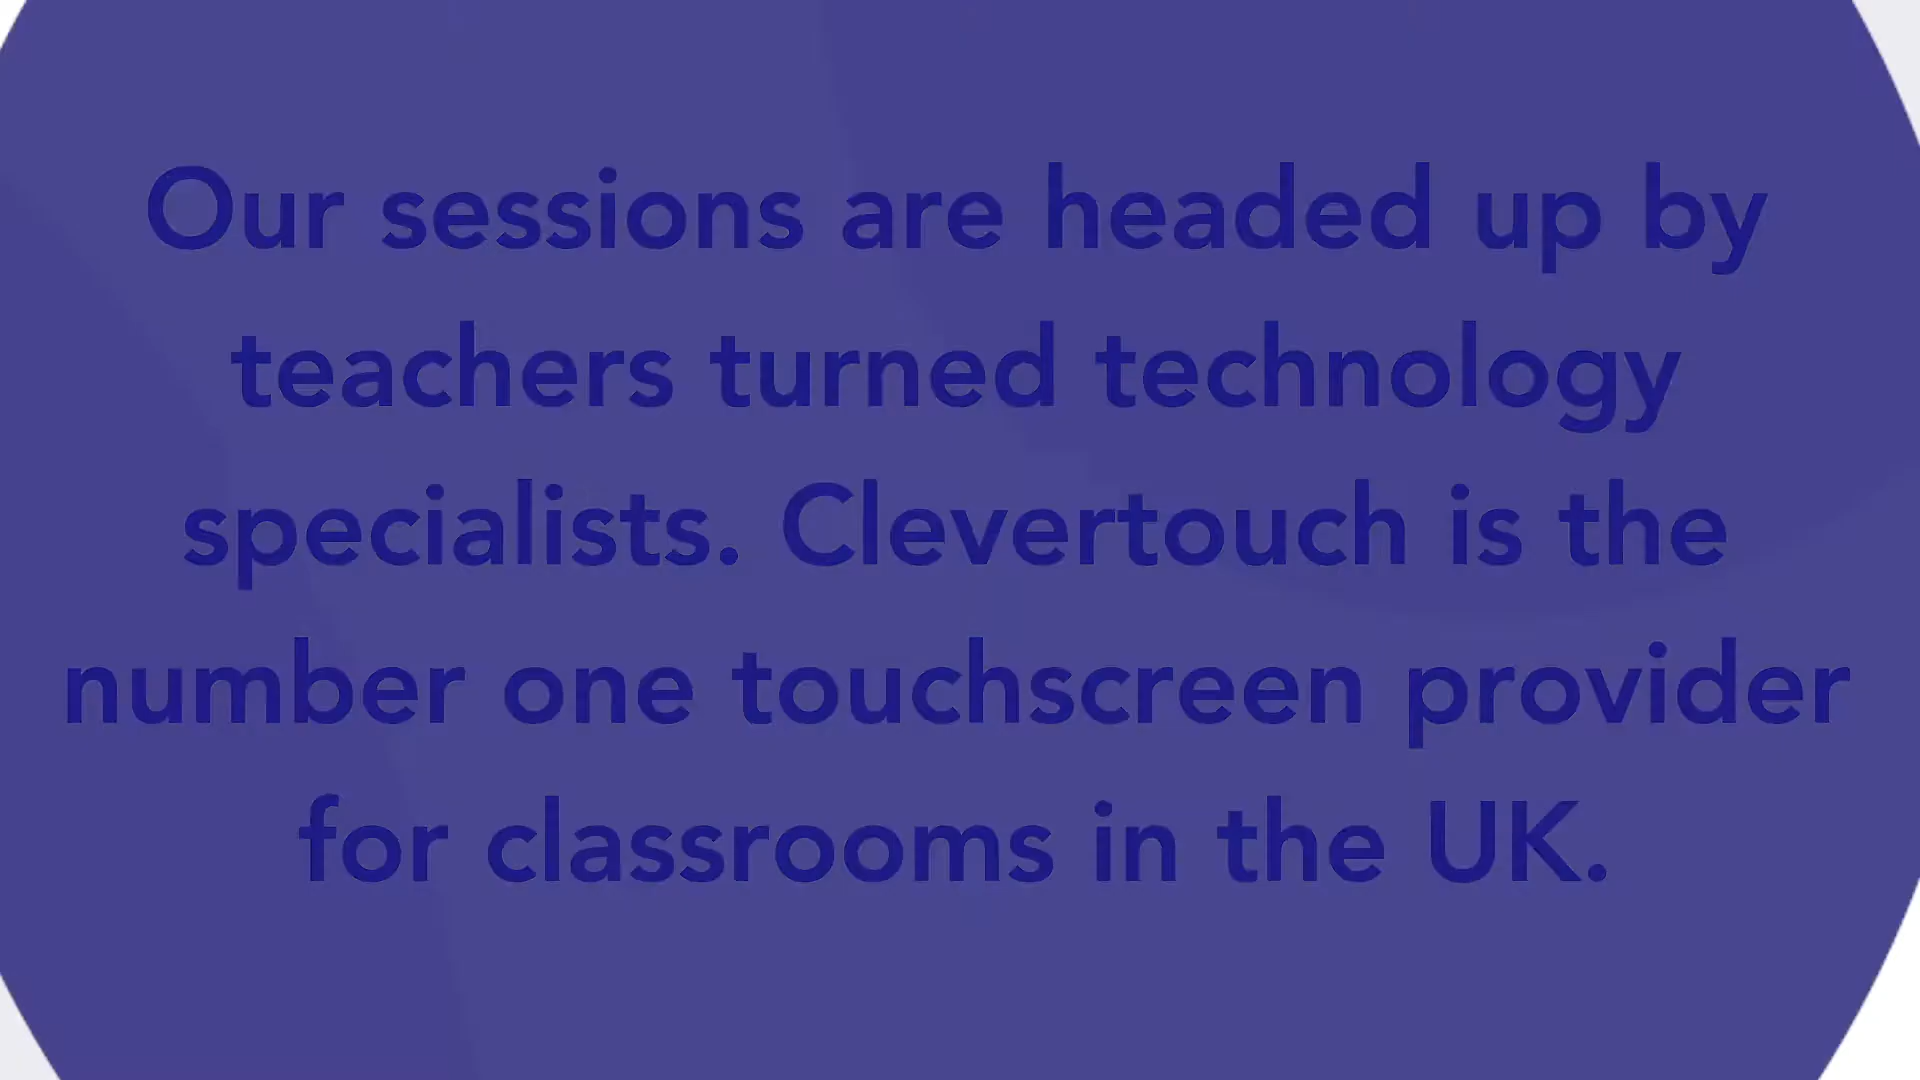 Our sessions are headed up by
teachers turned technology
specialists. Clevertouch is the
number one touchscreen provider
for classrooms in the UK.